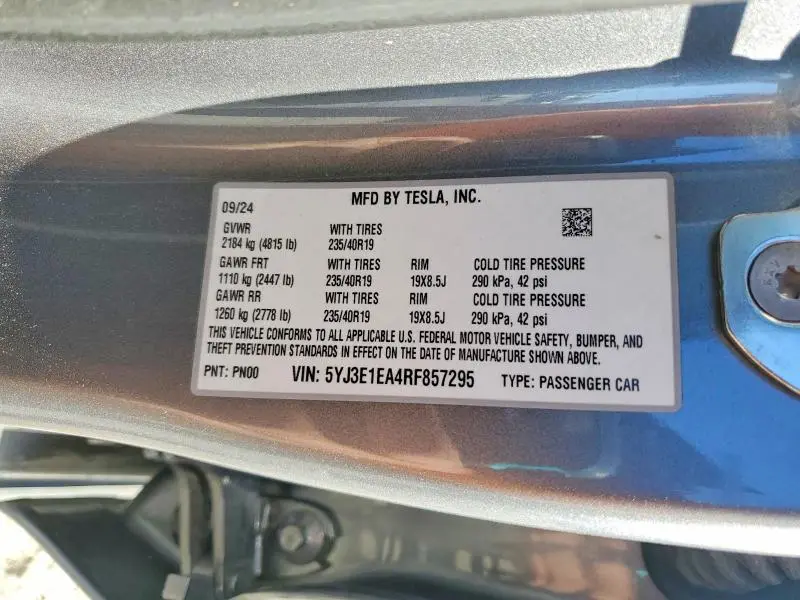 MFD BY TESLA, INC.
09/24
GVWR WITH TIRES
2184 kg (4815 lb) 235/40R19
GAWR FRT WITH TIRES RIM COLD TIRE PRESSURE
1110 kg (2447 lb) 235/40R19 19X8.5J 290 kPa, 42 psi
GAWR RR WITH TIRES RIM COLD TIRE PRESSURE
1260 kg (2778 lb) 235/40R19 19X8.5J 290 kPa, 42 psi
THIS VEHICLE CONFORMS TO ALL APPLICABLE U.S. FEDERAL MOTOR VEHICLE SAFETY, BUMPER, AND
THEFT PREVENTION STANDARDS IN EFFECT ON THE DATE OF MANUFACTURE SHOWN ABOVE.
PNT: PN00 VIN: 5YJ3E1EA4RF857295 TYPE: PASSENGER CAR